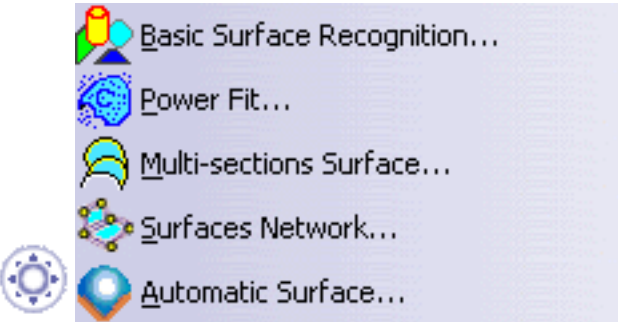 Basic Surface Recognition...
Power Fit...
Multi-sections Surface...
Surfaces Network...
Automatic Surface...